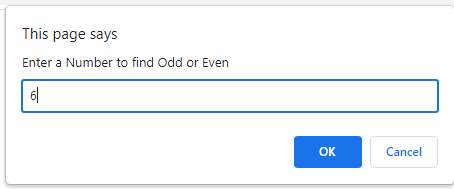 This page says
Enter a Number to find Odd or Even
6
OK
Cancel